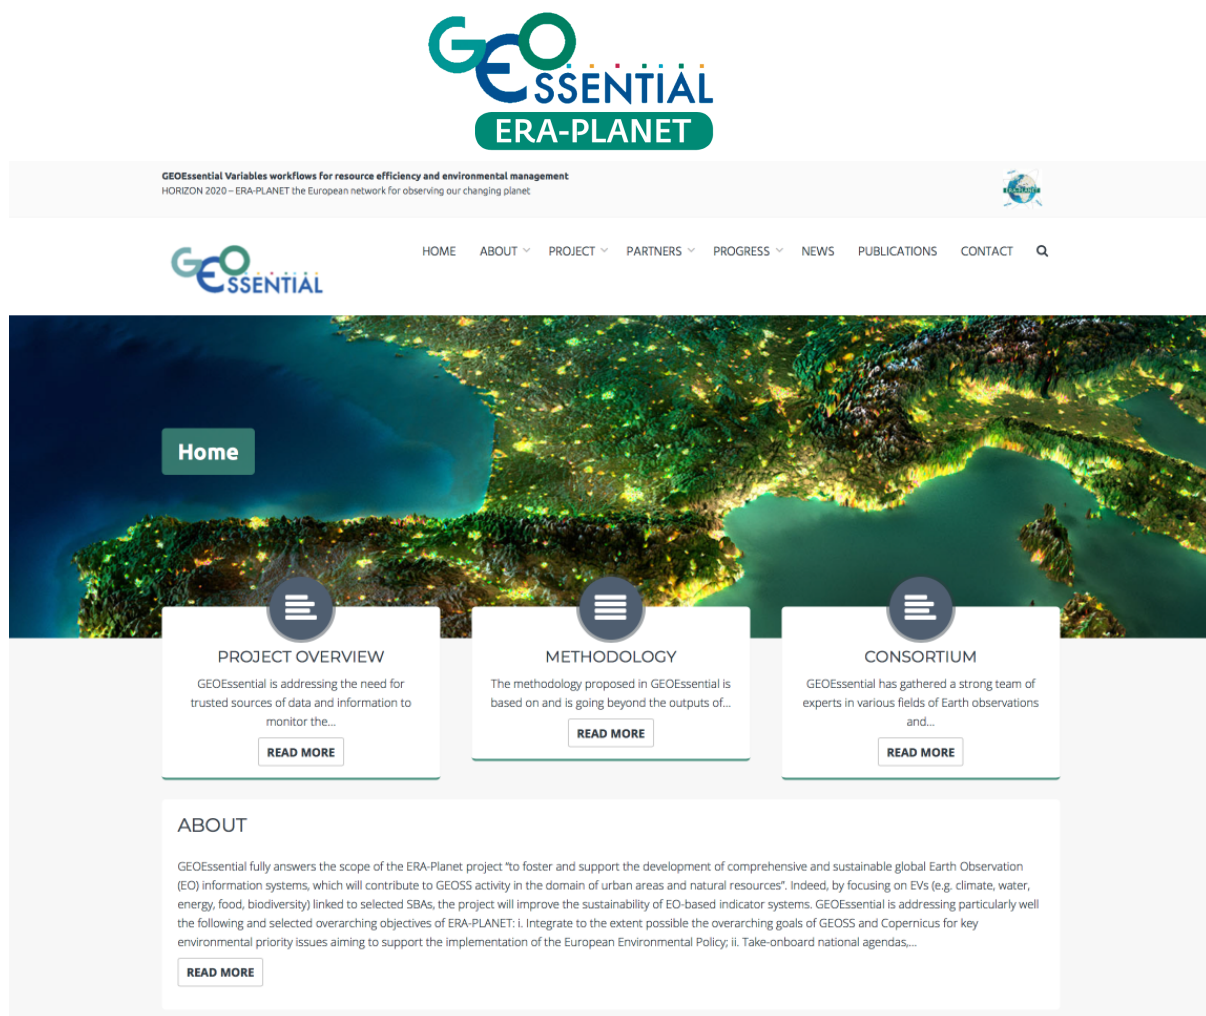 GEO
ESSENTIAL
ERA-PLANET
GEOEssential Variables workflows for resource efficiency and environmental management
HORIZON 2020 – ERA-PLANET the European network for observing our changing planet
ERA-PLANET
GEO
ESSENTIAL
HOME ABOUT PROJECT PARTNERS PROGRESS NEWS PUBLICATIONS CONTACT
Home
PROJECT OVERVIEW
GEOEssential is addressing the need for
trusted sources of data and information to
monitor the...
READ MORE
METHODOLOGY
The methodology proposed in GEOEssential is
based on and is going beyond the outputs of...
READ MORE
CONSORTIUM
GEOEssential has gathered a strong team of
experts in various fields of Earth observations
and...
READ MORE
ABOUT
GEOEssential fully answers the scope of the ERA-Planet project “to foster and support the development of comprehensive and sustainable global Earth Observation
(EO) information systems, which will contribute to GEOSS activity in the domain of urban areas and natural resources”. Indeed, by focusing on EVs (e.g. climate, water,
energy, food, biodiversity) linked to selected SBAs, the project will improve the sustainability of EO-based indicator systems. GEOEssential is addressing particularly well
the following and selected overarching objectives of ERA-PLANET: i. Integrate to the extent possible the overarching goals of GEOSS and Copernicus for key
environmental priority issues aiming to support the implementation of the European Environmental Policy; ii. Take-onboard national agendas,...
READ MORE